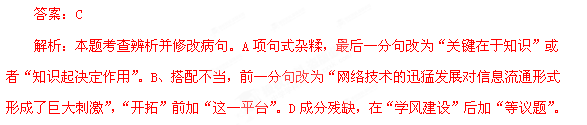 答案：C
解析：本题考查辨析并修改病句。A 项句式杂糅，最后一分句改为“关键在于知识”或
者“知识起决定作用”。B、搭配不当，前一分句改为“网络技术的迅猛发展对信息流通形式
形成了巨大刺激”，“开拓”前加“这一平台”。D 成分残缺，在“学风建设”后加“等议题”。